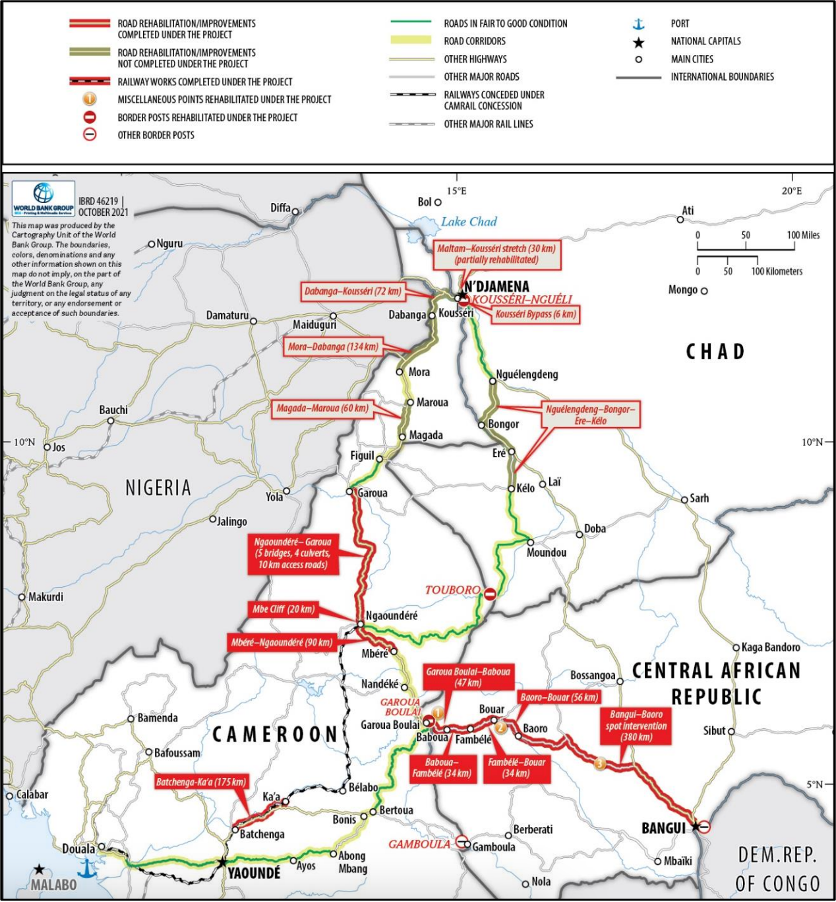 ROAD REHABILITATION/IMPROVEMENTS
COMPLETED UNDER THE PROJECT
ROAD REHABILITATION/IMPROVEMENTS
NOT COMPLETED UNDER THE PROJECT
RAILWAY WORKS COMPLETED UNDER THE PROJECT
1 MISCELLANEOUS POINTS REHABILITATED UNDER THE PROJECT
BORDER POSTS REHABILITATED UNDER THE PROJECT
OTHER BORDER POSTS
ROADS IN FAIR TO GOOD CONDITION
ROAD CORRIDORS
OTHER HIGHWAYS
OTHER MAJOR ROADS
RAILWAYS CONCEDED UNDER
CAMRAIL CONCESSION
OTHER MAJOR RAIL LINES
PORT
NATIONAL CAPITALS
MAIN CITIES
INTERNATIONAL BOUNDARIES
WORLD BANK GROUP
IBRD 46219 |
OCTOBER 2021
This map was produced by the
Cartography Unit of the World
Bank Group. The boundaries,
colors, denominations and any
other information shown on this
map do not imply, on the part of
the World Bank Group, any
judgment on the legal status of any
territory, or any endorsement or
acceptance of such boundaries.
15°E
20°E
Diffa
Bol
Ati
Lake Chad
Nguru
0 50 100 Miles
0 50 100 Kilometers
Maltam–Kousséri stretch (30 km)
(partially rehabilitated)
Dabanga–Kousséri (72 km)
N'DJAMENA
KOUSSÉRI–NGUÉLI
Mongo
Damaturu
Maiduguri
Dabanga
Kousséri
Kousséri Bypass (6 km)
Mora–Dabanga (134 km)
CHAD
Mora
Nguélengdeng
Bauchi
Magada–Maroua (60 km)
Maroua
Nguélengdeng–Bongor–
Ere–Kélo
Bongor
10°N
10°N
Jos
Magada
Figuil
Eré
NIGERIA
Yola
Garoua
Kélo
Laï
Sarh
Jalingo
Doba
Ngaoundéré– Garoua
(5 bridges, 4 culverts,
10 km access roads)
Moundou
Makurdi
TOUBORO
Mbe Cliff (20 km)
Ngaoundéré
Mbéré–Ngaoundéré (90 km)
Mbéré
Kaga Bandoro
Garoua Boulai–Baboua
(47 km)
Bossangoa
CENTRAL AFRICAN
REPUBLIC
Nandéké
GAROUA
BOULAI
1
Baoro–Bouar (56 km)
Bouar
Bangui–Baoro
spot intervention
(380 km)
Bamenda
CAMEROON
Garoua Boulai
Baboua
Fambélé
2
Baoro
Sibut
Bafoussam
Baboua–
Fambélé (34 km)
Fambélé–Bouar
(34 km)
3
Batchenga-Ka'a (175 km)
5°N
Calabar
Ka'a
Bélabo
Bertoua
Bonis
Batchenga
BANGUI
Berberati
Douala
GAMBOULA
Gamboula
Abong
Mbang
Ayos
YAOUNDÉ
Mbaïki
DEM.REP.
OF CONGO
MALABO
Nola